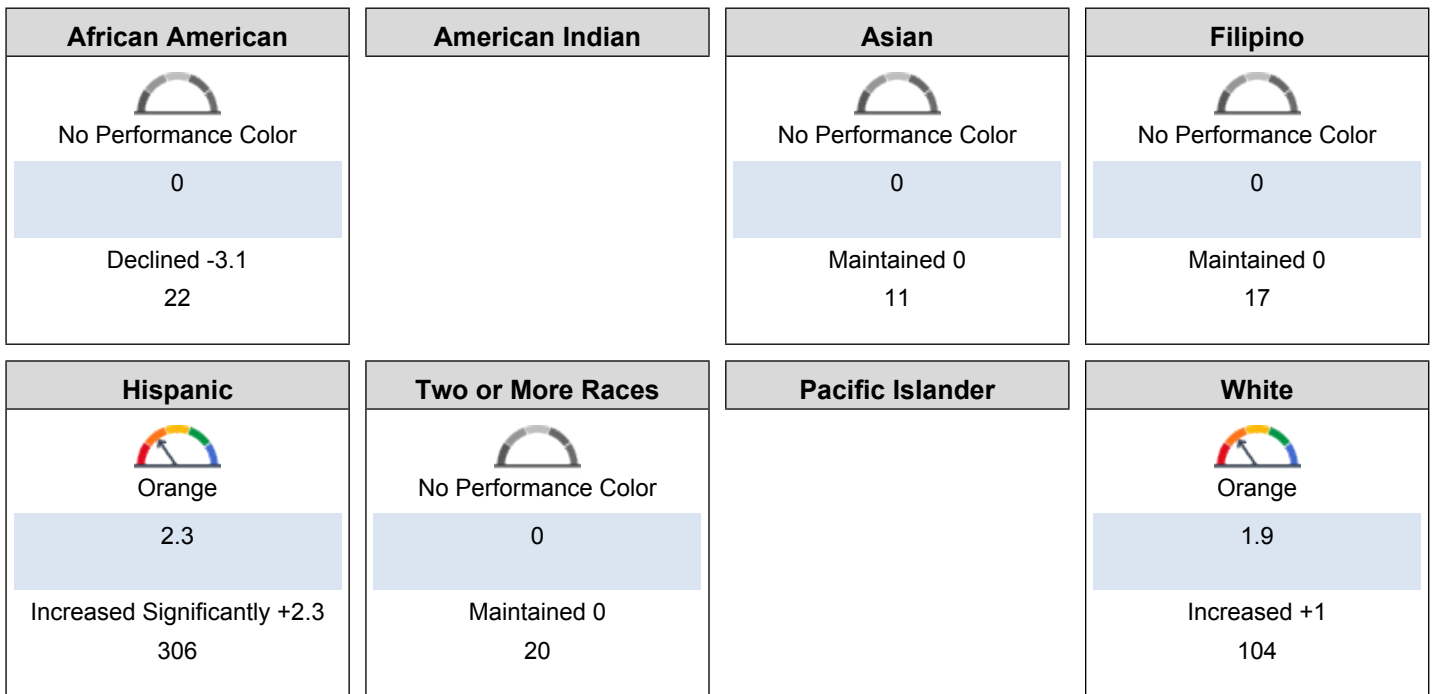 African American
No Performance Color
0
Declined -3.1
22
American Indian
Asian
No Performance Color
0
Maintained 0
11
Filipino
No Performance Color
0
Maintained 0
17
Hispanic
Orange
2.3
Increased Significantly +2.3
306
Two or More Races
No Performance Color
0
Maintained 0
20
Pacific Islander
White
Orange
1.9
Increased +1
104